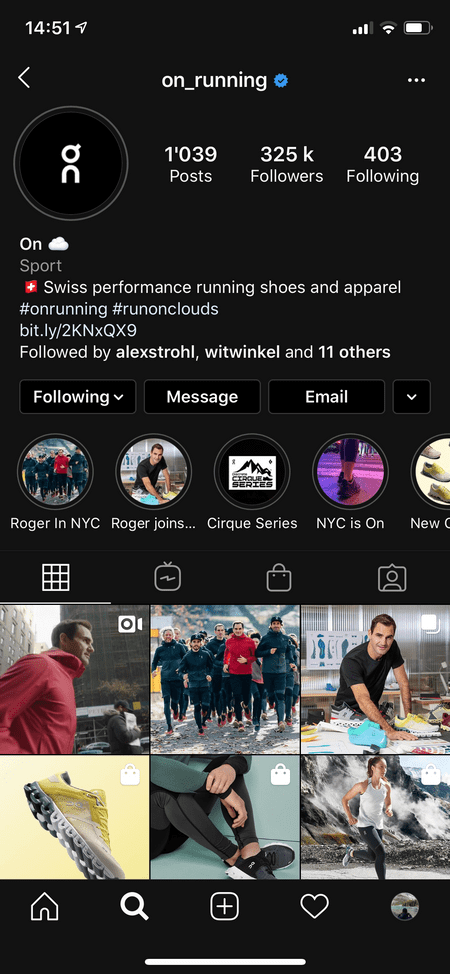 14:51
on_running
1'039
325 k
403
Posts
Followers
Following
On ☁️
Sport
🇨🇭 Swiss performance running shoes and apparel
#onrunning #runonclouds
bit.ly/2KNxQX9
Followed by alexstrohl, witwinkel and 11 others
Following
Message
Email
CIRQUE
SERIES
Roger In NYC
Roger joins...
Cirque Series
NYC is On
New C